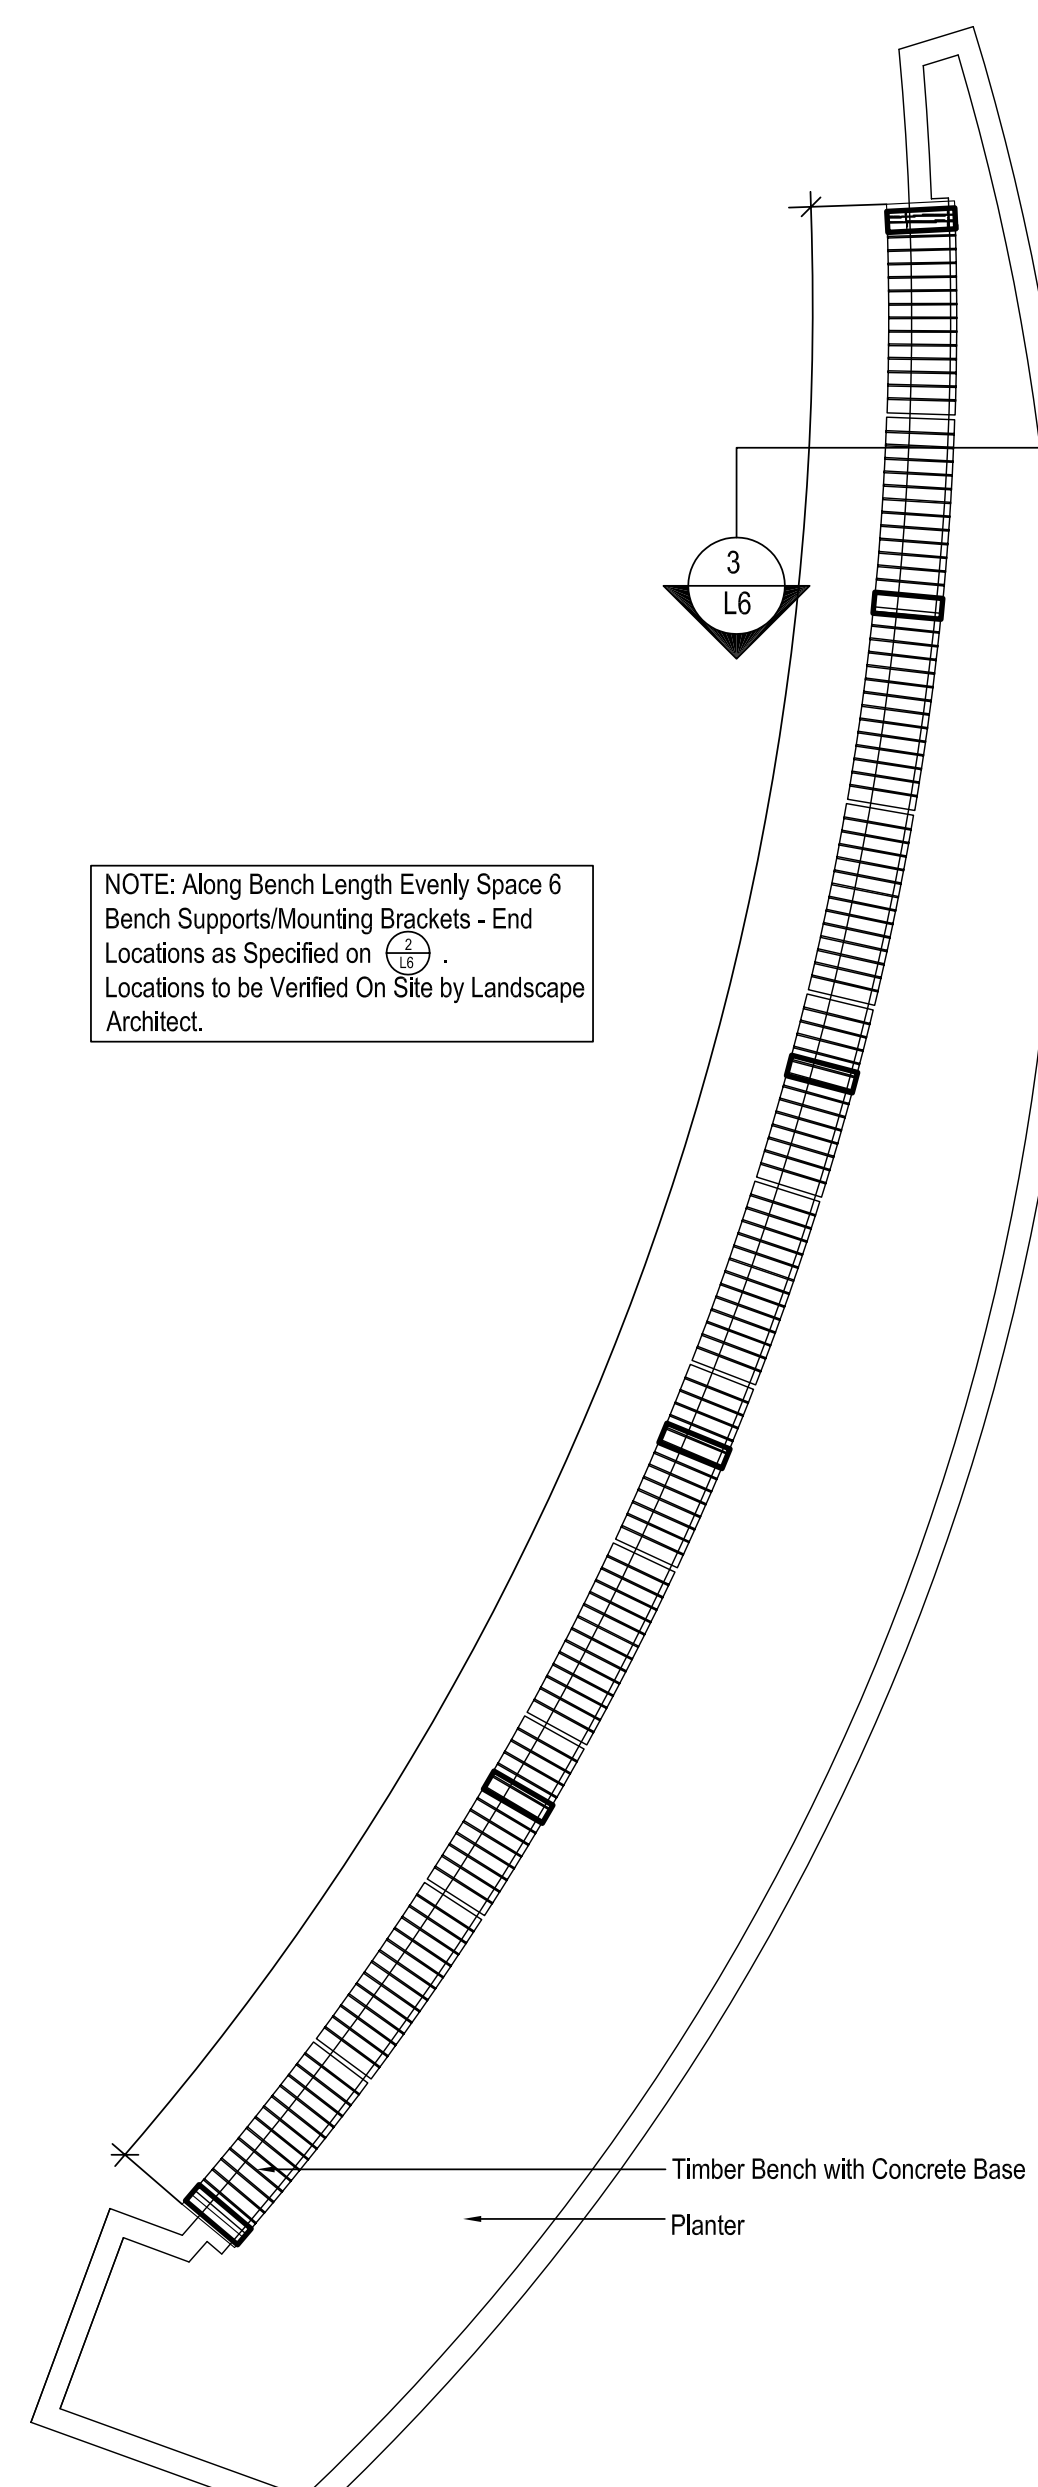 3
L6
NOTE: Along Bench Length Evenly Space 6
Bench Supports/Mounting Brackets - End
Locations as Specified on 2 L6 .
Locations to be Verified On Site by Landscape
Architect.
Timber Bench with Concrete Base
Planter